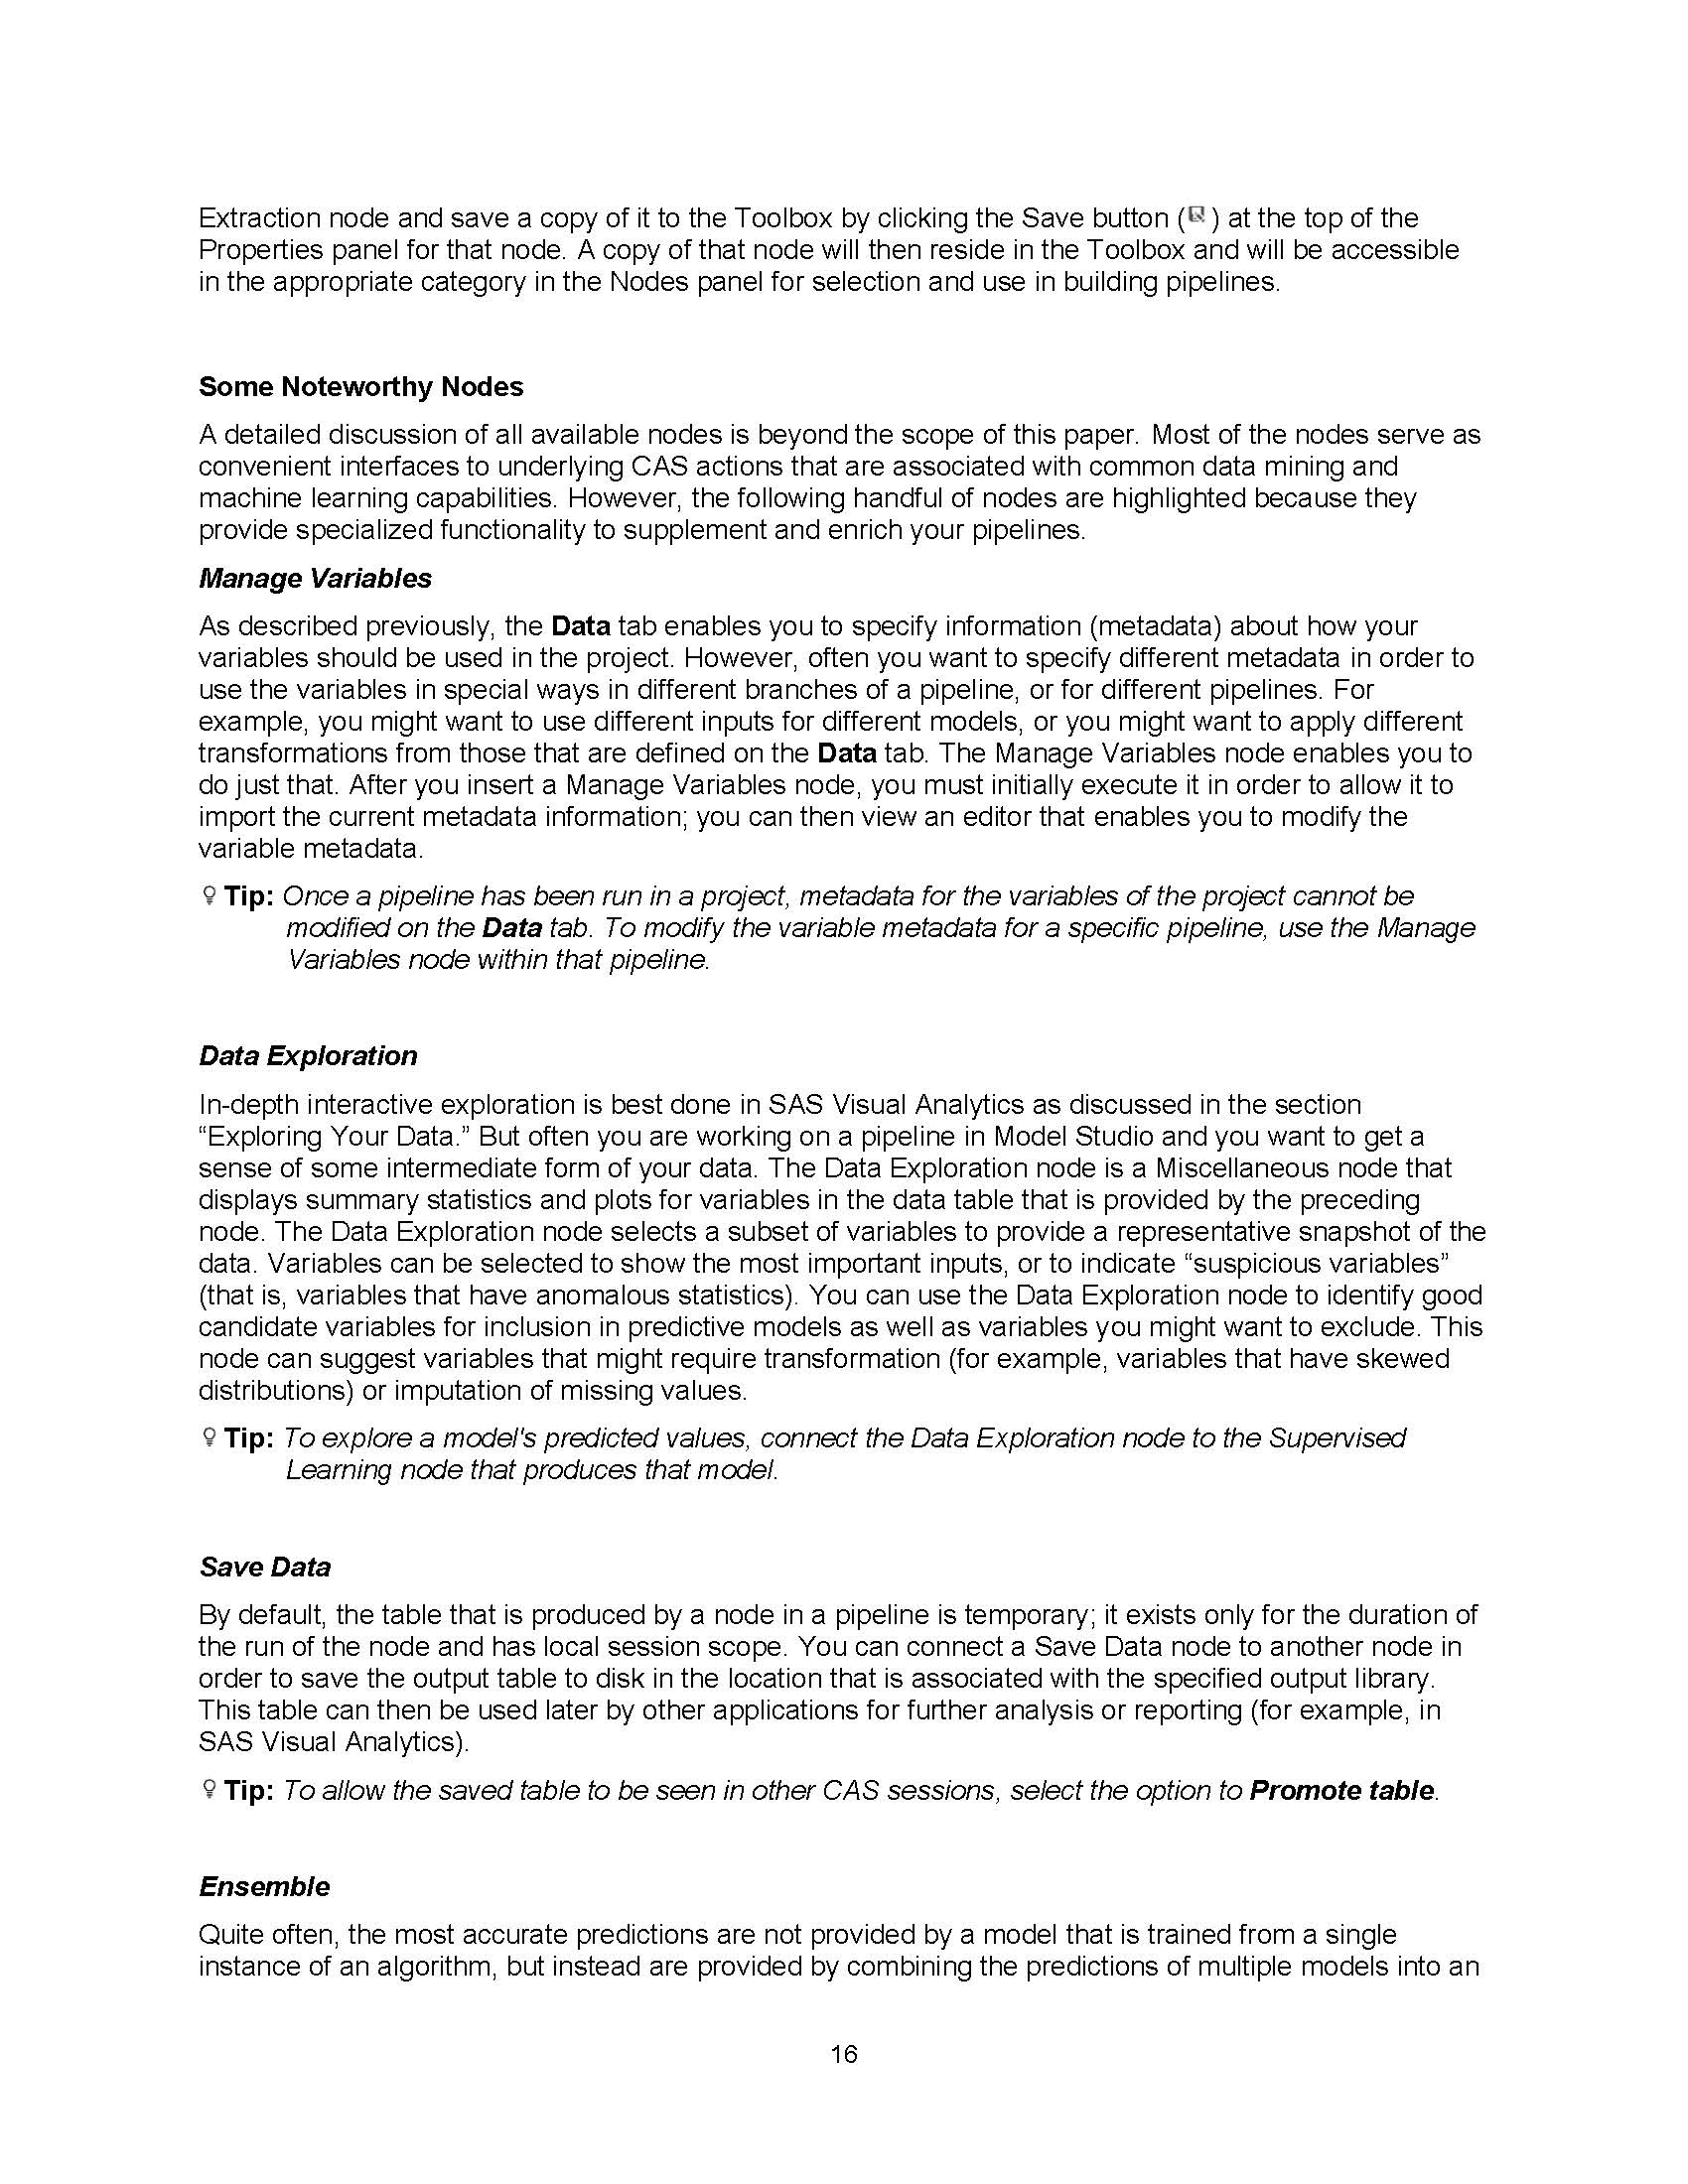 Extraction node and save a copy of it to the Toolbox by clicking the Save button ( ) at the top of the
Properties panel for that node. A copy of that node will then reside in the Toolbox and will be accessible
in the appropriate category in the Nodes panel for selection and use in building pipelines.
Some Noteworthy Nodes
A detailed discussion of all available nodes is beyond the scope of this paper. Most of the nodes serve as
convenient interfaces to underlying CAS actions that are associated with common data mining and
machine learning capabilities. However, the following handful of nodes are highlighted because they
provide specialized functionality to supplement and enrich your pipelines.
Manage Variables
As described previously, the Data tab enables you to specify information (metadata) about how your
variables should be used in the project. However, often you want to specify different metadata in order to
use the variables in special ways in different branches of a pipeline, or for different pipelines. For
example, you might want to use different inputs for different models, or you might want to apply different
transformations from those that are defined on the Data tab. The Manage Variables node enables you to
do just that. After you insert a Manage Variables node, you must initially execute it in order to allow it to
import the current metadata information; you can then view an editor that enables you to modify the
variable metadata.
Tip: Once a pipeline has been run in a project, metadata for the variables of the project cannot be
modified on the Data tab. To modify the variable metadata for a specific pipeline, use the Manage
Variables node within that pipeline.
Data Exploration
In-depth interactive exploration is best done in SAS Visual Analytics as discussed in the section
“Exploring Your Data.” But often you are working on a pipeline in Model Studio and you want to get a
sense of some intermediate form of your data. The Data Exploration node is a Miscellaneous node that
displays summary statistics and plots for variables in the data table that is provided by the preceding
node. The Data Exploration node selects a subset of variables to provide a representative snapshot of the
data. Variables can be selected to show the most important inputs, or to indicate “suspicious variables”
(that is, variables that have anomalous statistics). You can use the Data Exploration node to identify good
candidate variables for inclusion in predictive models as well as variables you might want to exclude. This
node can suggest variables that might require transformation (for example, variables that have skewed
distributions) or imputation of missing values.
Tip: To explore a model's predicted values, connect the Data Exploration node to the Supervised
Learning node that produces that model.
Save Data
By default, the table that is produced by a node in a pipeline is temporary; it exists only for the duration of
the run of the node and has local session scope. You can connect a Save Data node to another node in
order to save the output table to disk in the location that is associated with the specified output library.
This table can then be used later by other applications for further analysis or reporting (for example, in
SAS Visual Analytics).
Tip: To allow the saved table to be seen in other CAS sessions, select the option to Promote table.
Ensemble
Quite often, the most accurate predictions are not provided by a model that is trained from a single
instance of an algorithm, but instead are provided by combining the predictions of multiple models into an
16